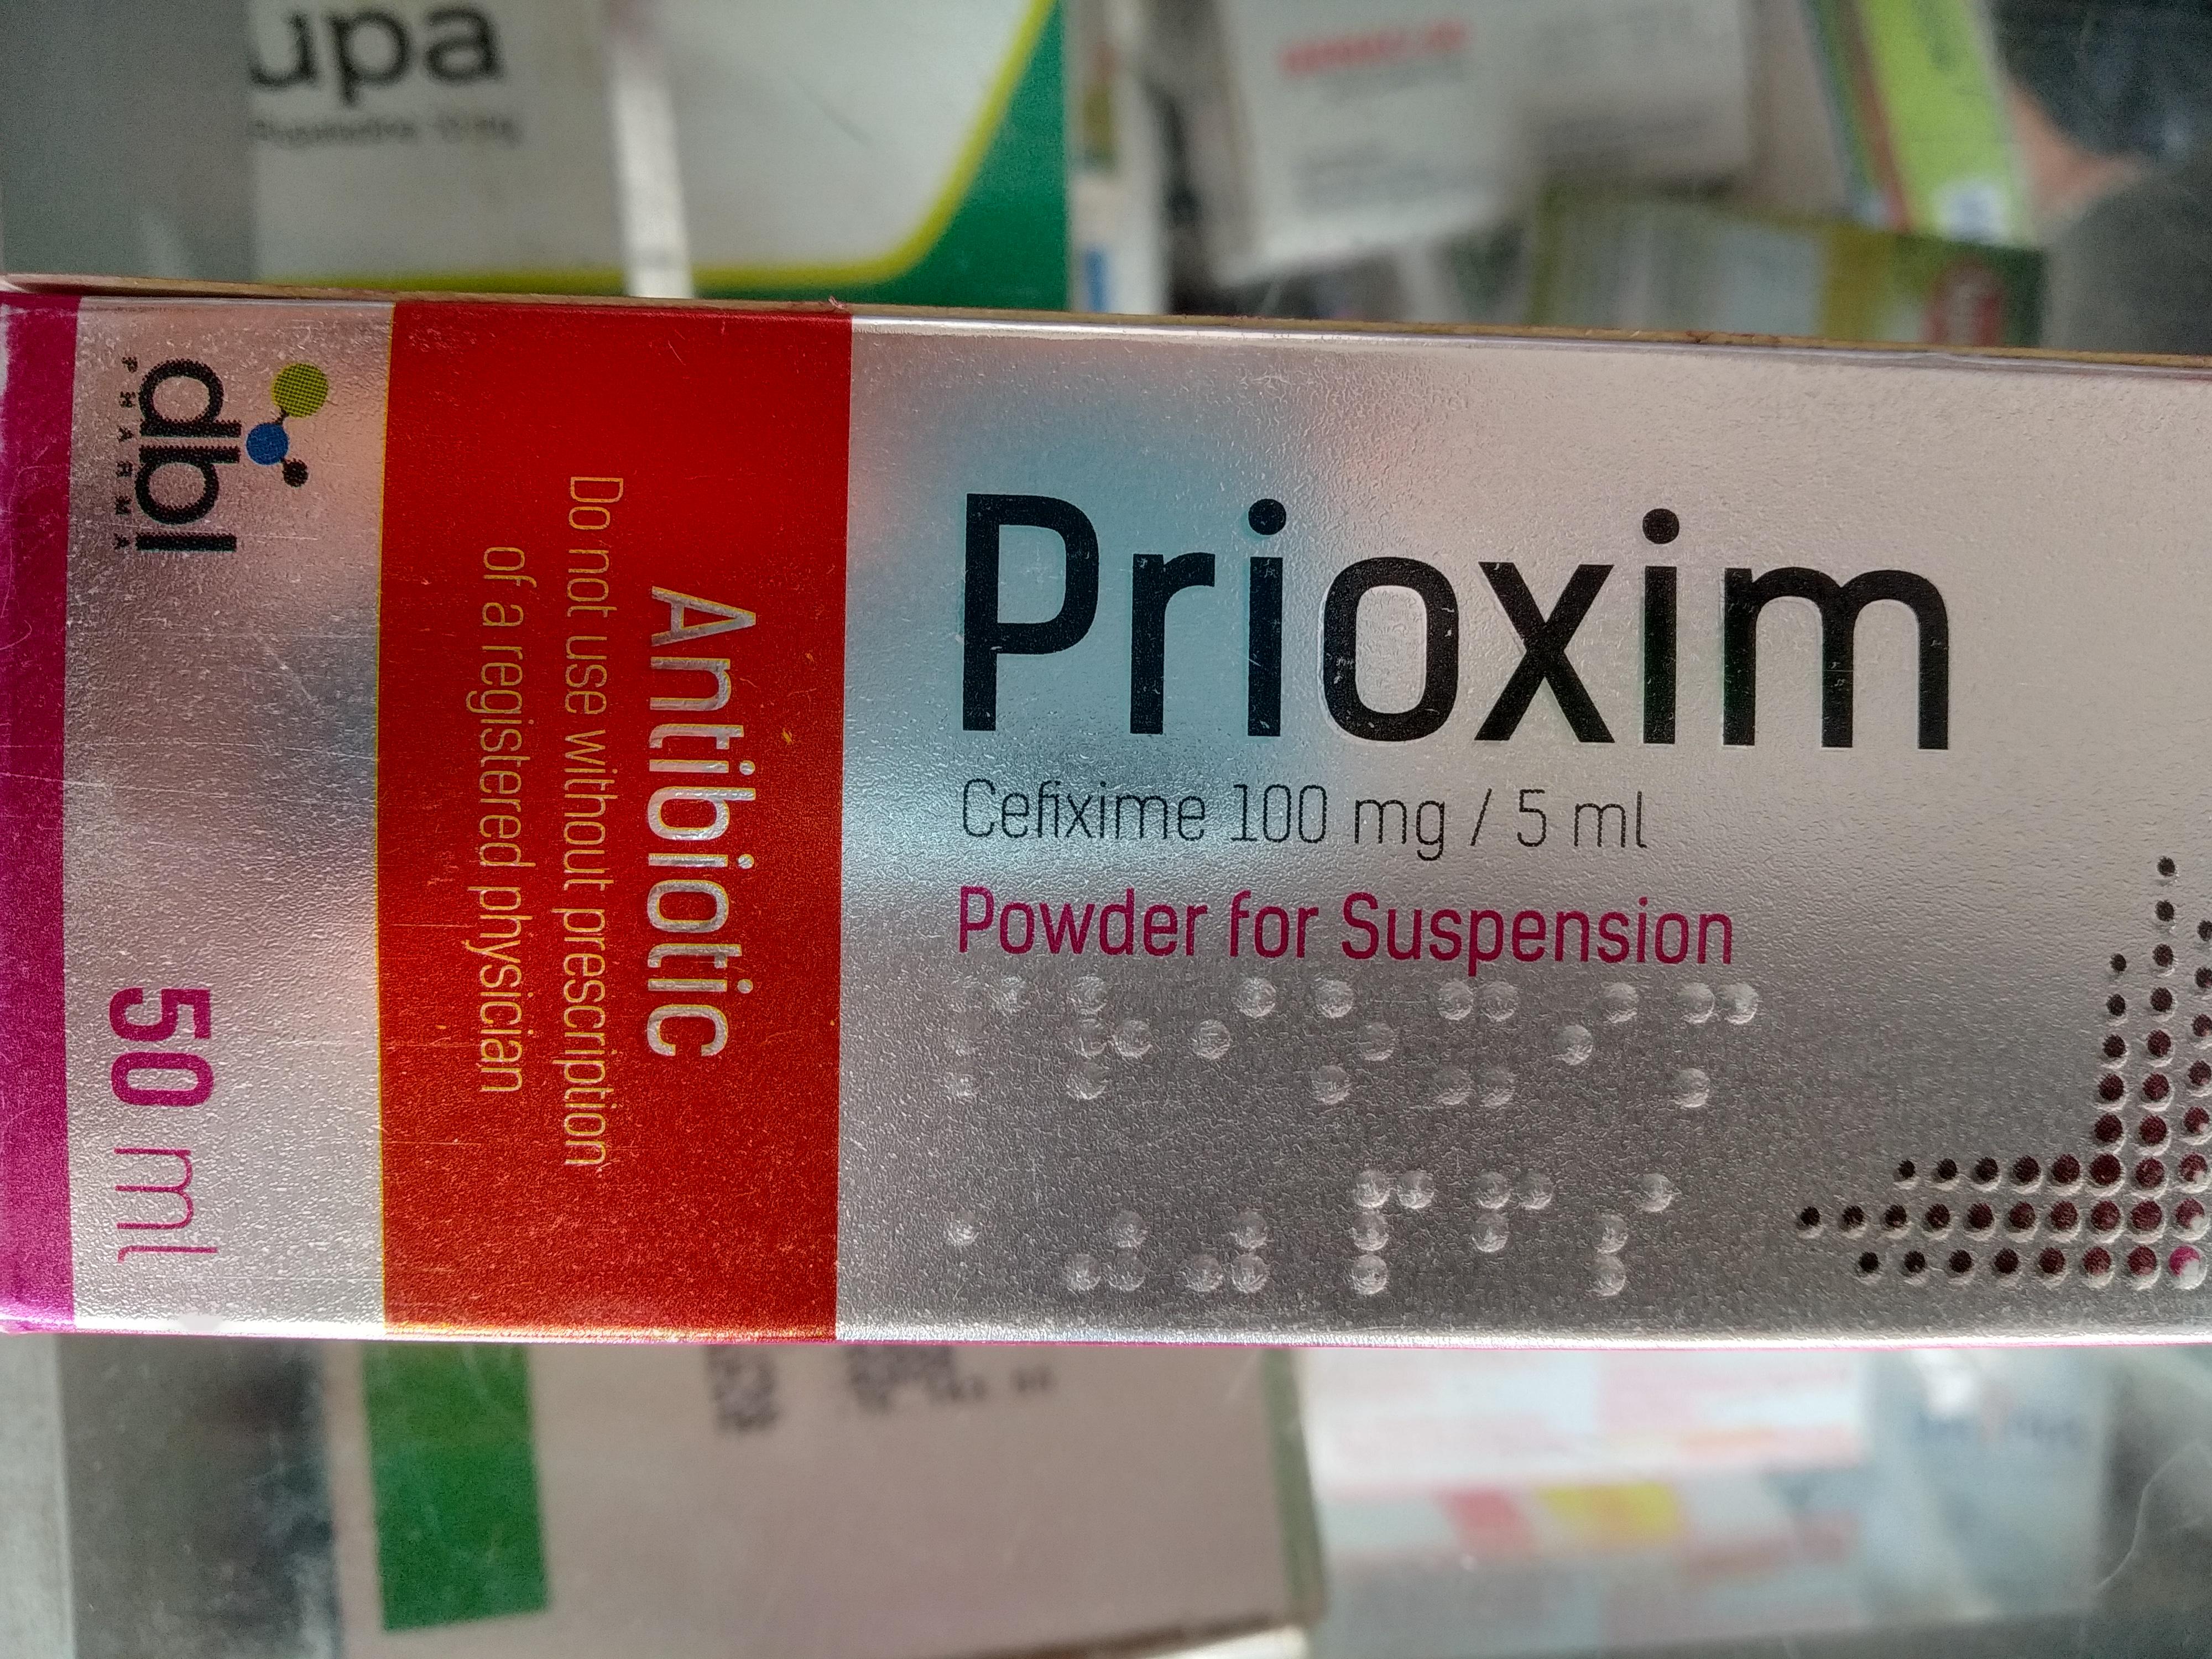 upa
Prioxim
Cefixime 100 mg / 5 ml
Powder for Suspension
Antibiotic
Do not use without prescription
of a registered physician
dbl
PHARMA
50 ml